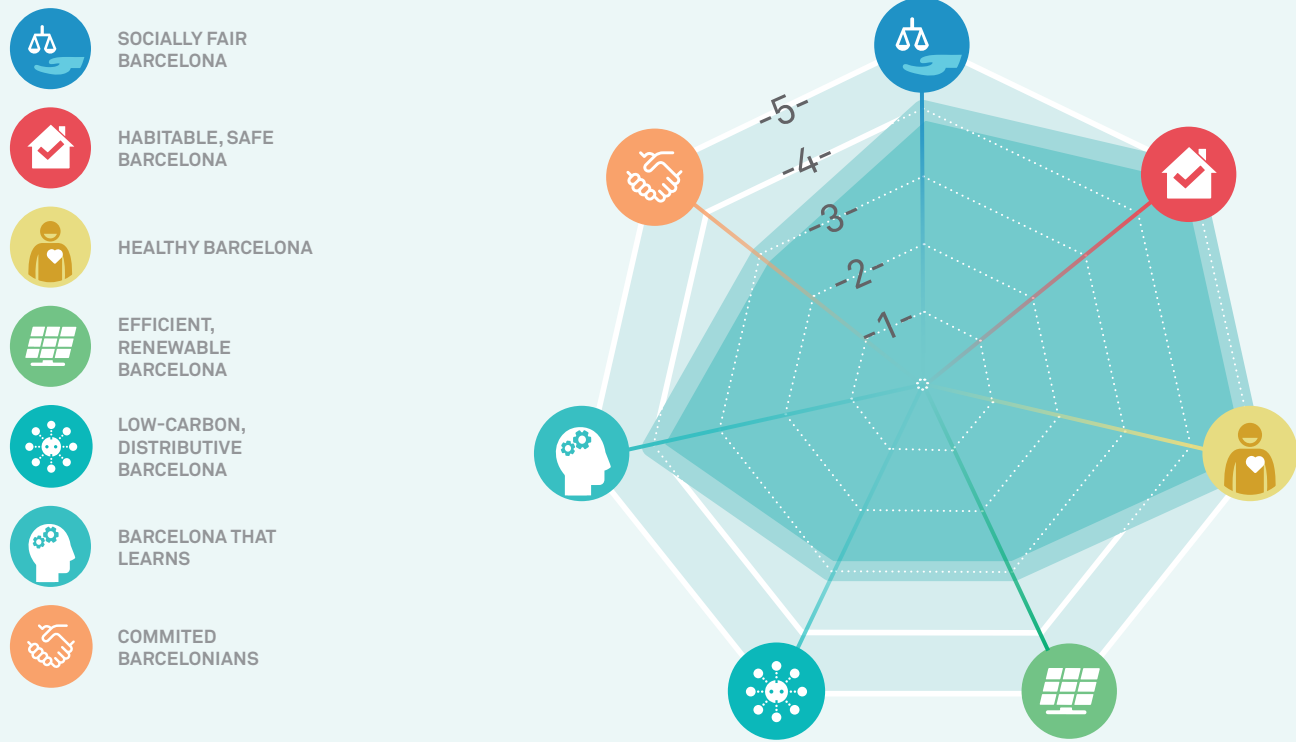 SOCIALLY FAIR
BARCELONA
HABITABLE, SAFE
BARCELONA
HEALTHY BARCELONA
EFFICIENT,
RENEWABLE
BARCELONA
LOW-CARBON,
DISTRIBUTIVE
BARCELONA
BARCELONA THAT
LEARNS
COMMITED
BARCELONIANS
-5-
-4-
-3-
-2-
-1-